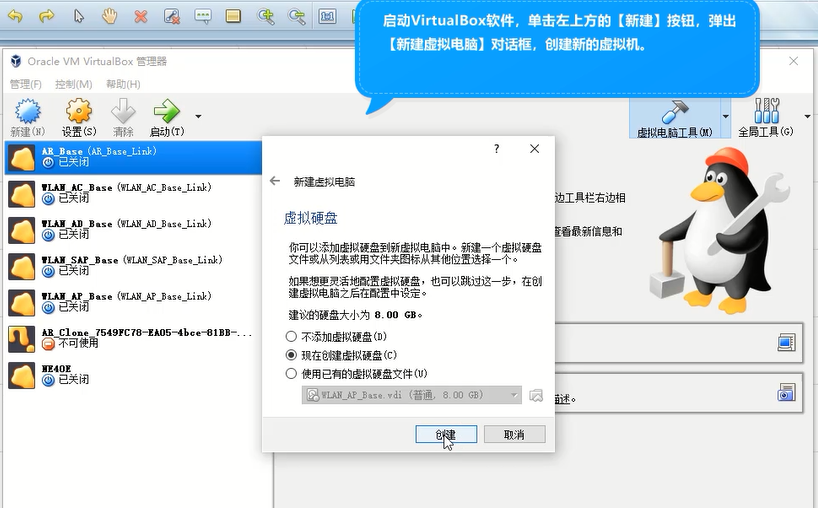 启动VirtualBox软件，单击左上方的【新建】按钮，弹出
【新建虚拟电脑】对话框，创建新的虚拟机。
Oracle VM VirtualBox 管理器
管理(F) 控制(M) 帮助(H)
新建(N) 设置(S) 清除 启动(T) 虚拟电脑工具(M) 全局工具(G)
AR_Base (AR_Base_Link)
已关闭
WLAN_AC_Base (WLAN_AC_Base_Link)
已关闭
WLAN_AD_Base (WLAN_AD_Base_Link)
已关闭
WLAN_SAP_Base (WLAN_SAP_Base_Link)
已关闭
WLAN_AP_Base (WLAN_AP_Base_Link)
已关闭
AR_Clone_7549FC78-EA05-4bce-81BB-...
不可使用
NE40E
已关闭
?
新建虚拟电脑
虚拟硬盘
你可以添加虚拟硬盘到新虚拟电脑中。新建一个虚拟硬盘
文件或从列表或用文件夹图标从其他位置选择一个。
如果想更灵活地配置虚拟硬盘，也可以跳过这一步，在创
建虚拟电脑之后在配置中设定。
建议的硬盘大小为 8.00 GB。
不添加虚拟硬盘(D)
现在创建虚拟硬盘(C)
使用已有的虚拟硬盘文件(U)
WLAN_AP_Base.vdi (普通, 8.00 GB)
创建 取消
边工具栏右边相
查看最新信息和
描述。